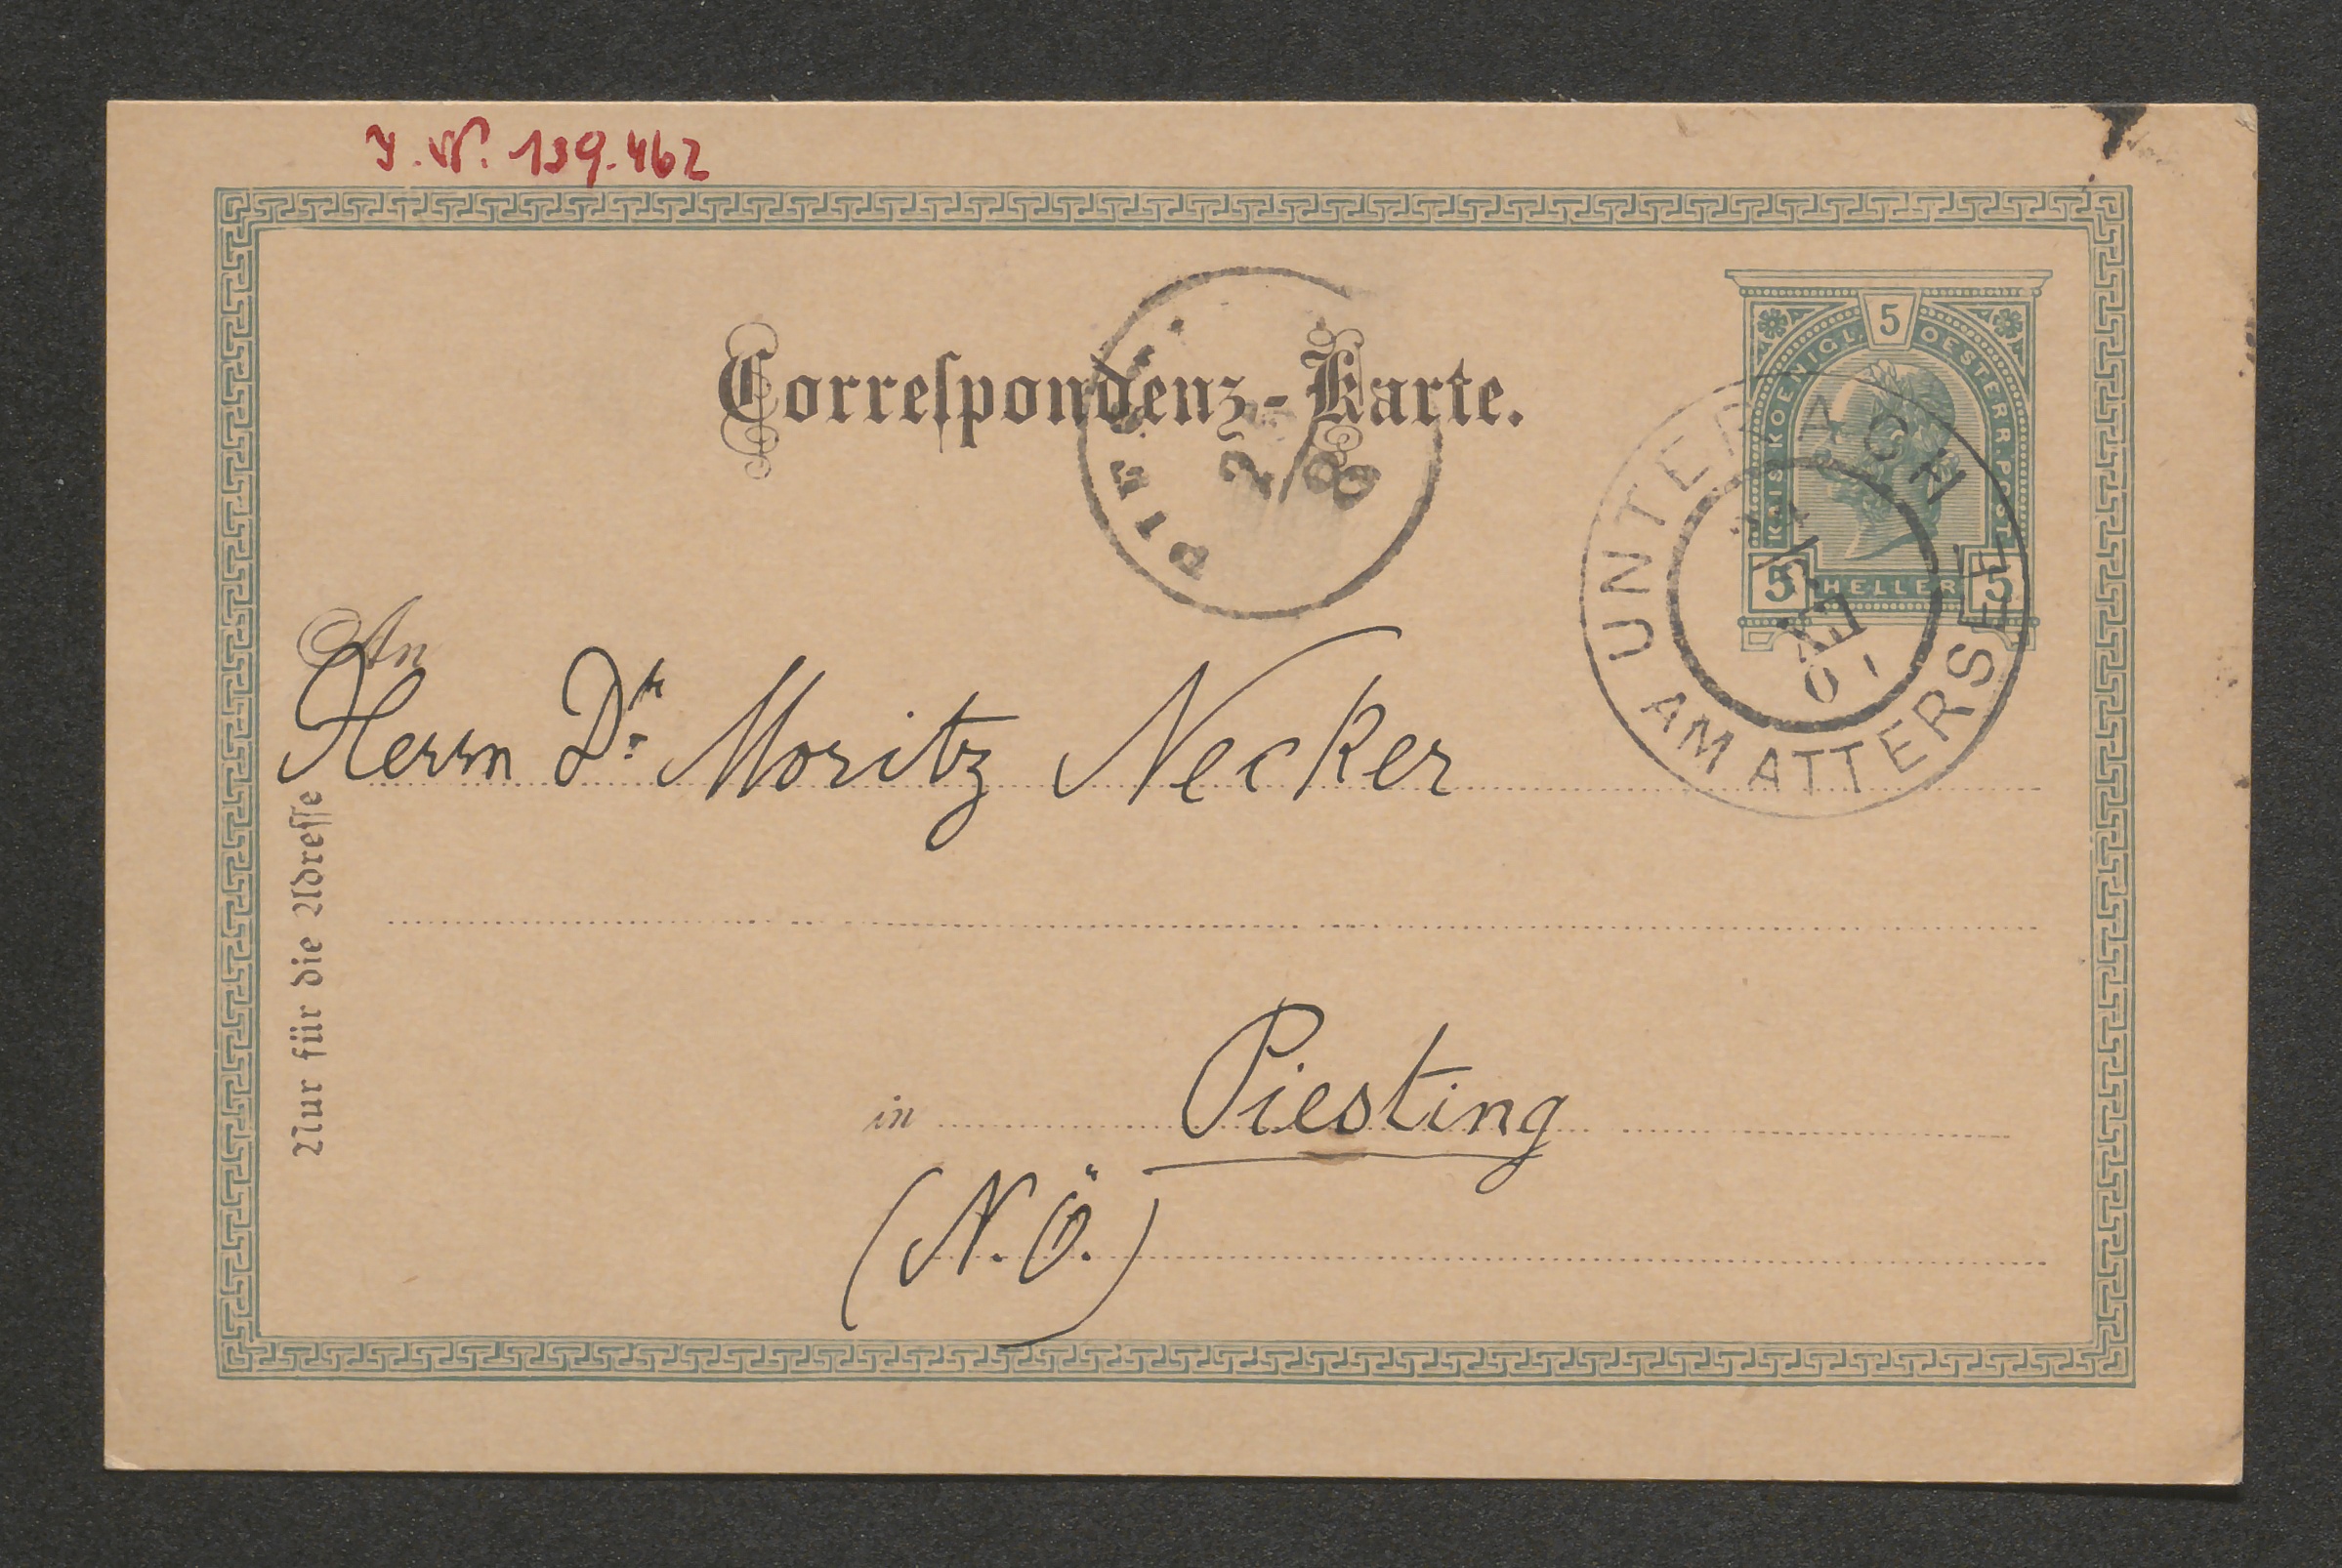 J. N. 139.462
Correspondenz-Karte.
5
KAIS. KOENIGL. OESTERR. POST
5 HELLER 5
UNTERACH
AM ATTERSEE
An
Herrn Dr. Moritz Necker
Nur für die Adresse
in Piesting
(N.Ö.)